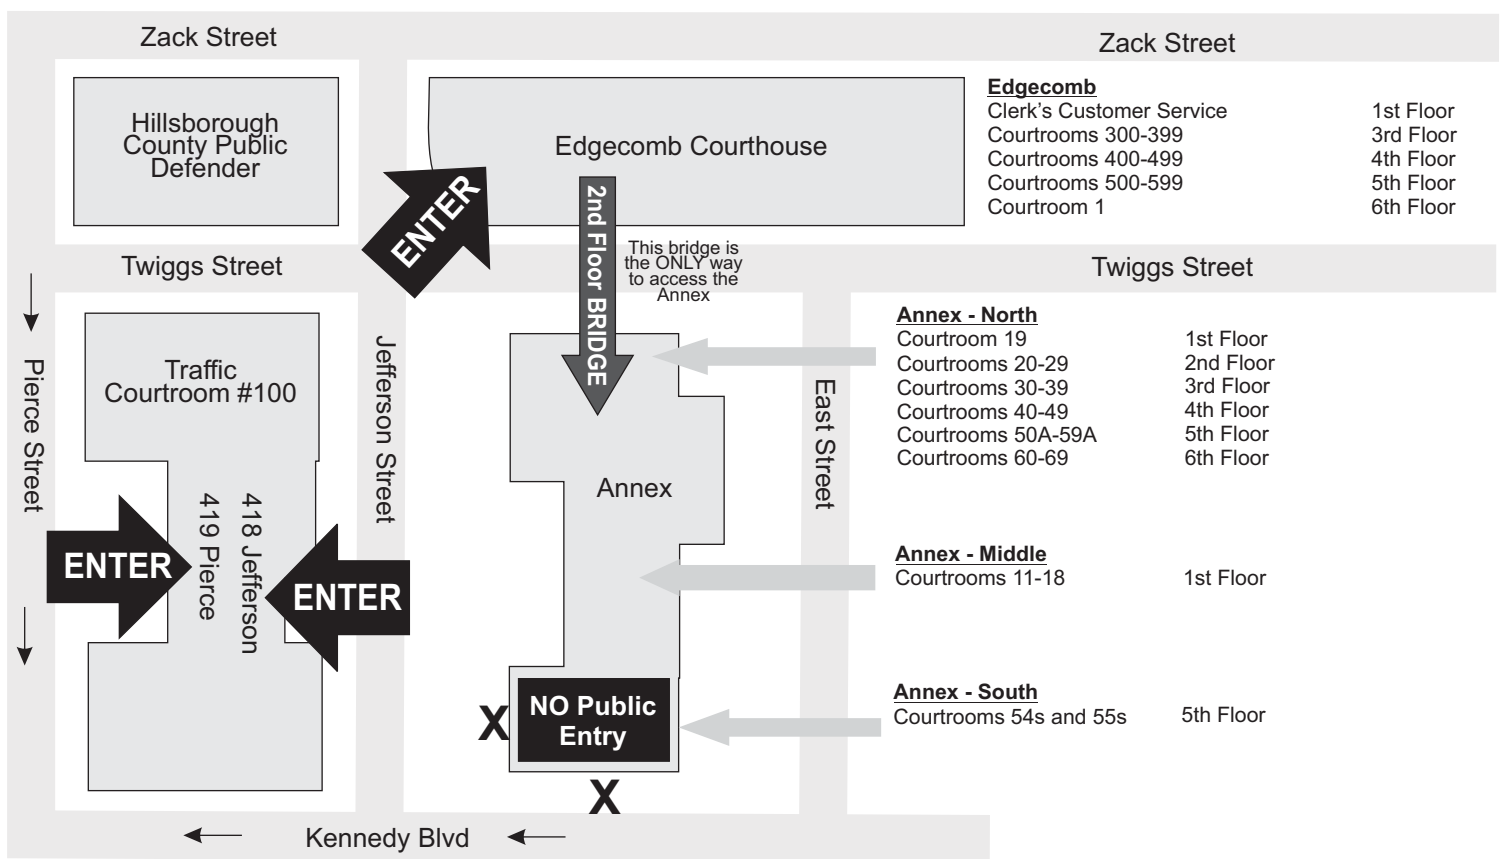 Zack Street
Zack Street
Hillsborough
County Public
Defender
Edgecomb Courthouse
Edgecomb
Clerk's Customer Service 1st Floor
Courtrooms 300-399 3rd Floor
Courtrooms 400-499 4th Floor
Courtrooms 500-599 5th Floor
Courtroom 1 6th Floor
ENTER
2nd Floor BRIDGE
This bridge is
the ONLY way
to access the
Annex
Twiggs Street
Twiggs Street
Pierce Street
Traffic
Courtroom #100
Jefferson Street
East Street
Annex - North
Courtroom 19 1st Floor
Courtrooms 20-29 2nd Floor
Courtrooms 30-39 3rd Floor
Courtrooms 40-49 4th Floor
Courtrooms 50A-59A 5th Floor
Courtrooms 60-69 6th Floor
Annex
418 Jefferson
419 Pierce
ENTER
ENTER
Annex - Middle
Courtrooms 11-18 1st Floor
Annex - South
Courtrooms 54s and 55s 5th Floor
NO Public
Entry
X
X
Kennedy Blvd